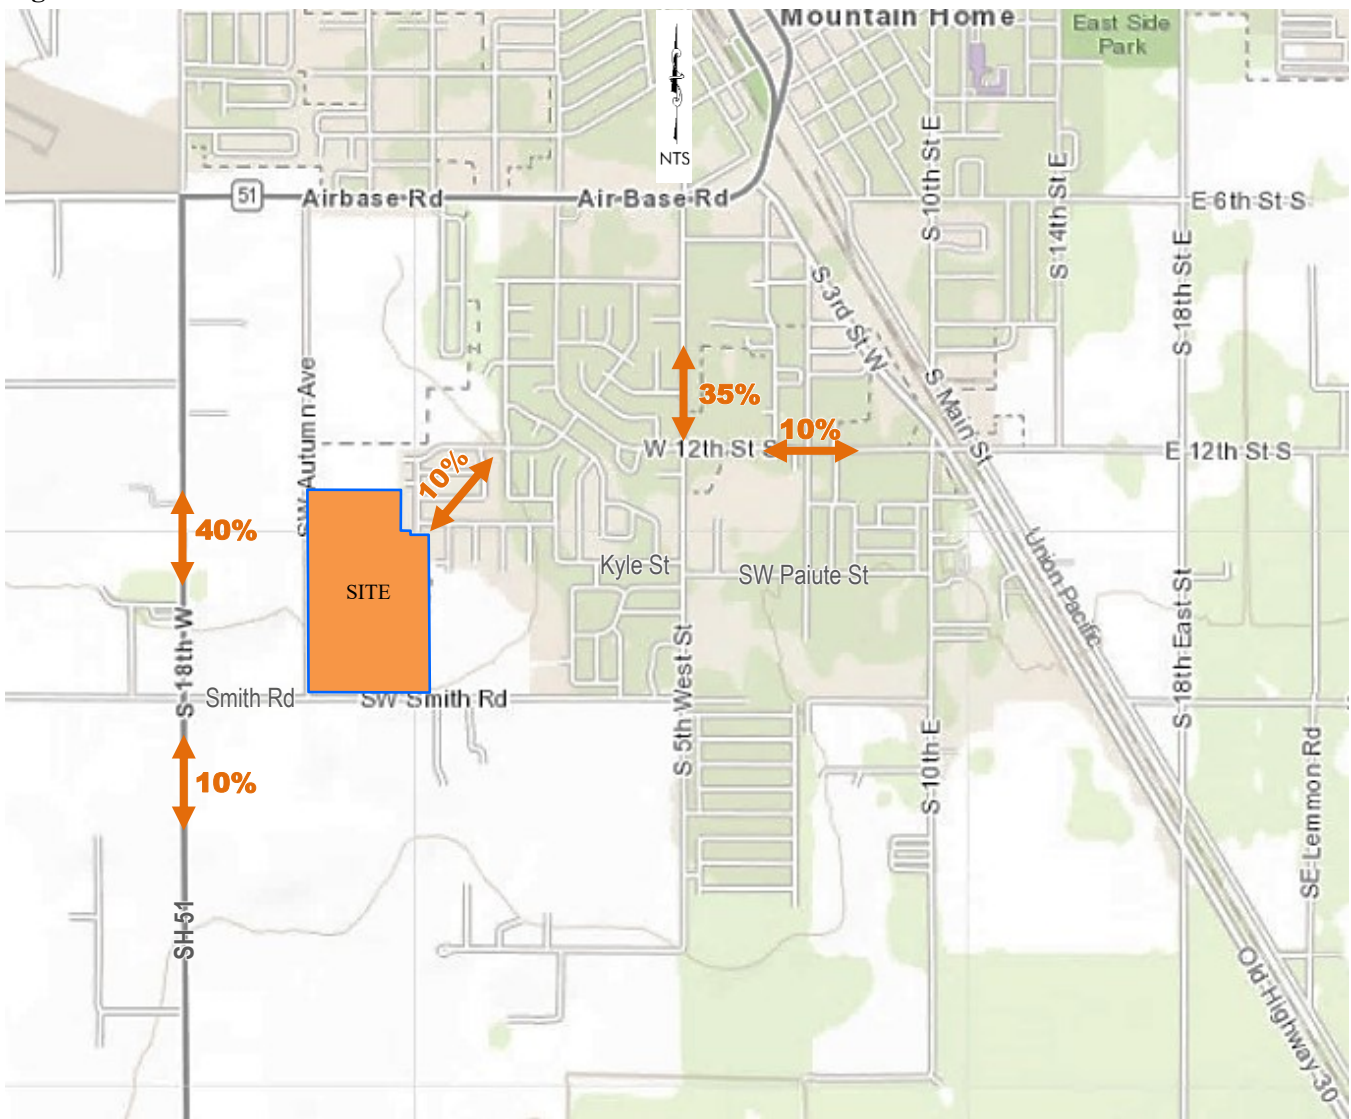 Mountain Home
East Side
Park
NTS
51
Airbase Rd
Air Base Rd
E 6th St S
S 10th St E
S 14th St E
S 18th St E
S 3rd St W
S Main St
SW Autumn Ave
35%
10%
W 12th St S
E 12th St S
10%
40%
SITE
Kyle St
SW Paiute St
Union Pacific
S 18th W
Smith Rd
SW Smith Rd
S 5th West St
S 18th East St
10%
S 10th E
SE Lemmon Rd
SH 51
Old Highway 30